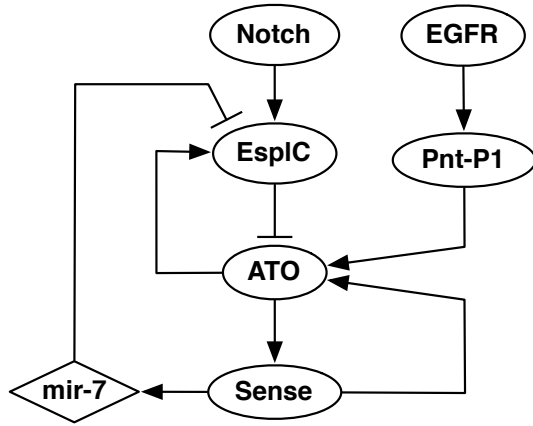 Notch
EGFR
EsplC
Pnt-P1
ATO
mir-7
Sense